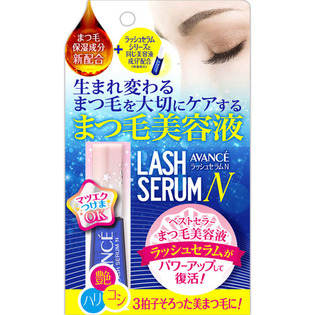 まつ毛
保湿成分
新配合
+
ラッシュセラム
シリーズと
同じ美容液
成分配合
生まれ変わる
まつ毛を大切にケアする
まつ毛美容液
LASH
SERUM N
AVANCÉ
ラッシュセラムN
マツエク
つけま
OK
AVANCÉ
LASH SERUM N
ベストセラー
まつ毛美容液
ラッシュセラムが
パワーアップして
復活!
艶
ハリ
コシ
3拍子そろった美まつ毛に!